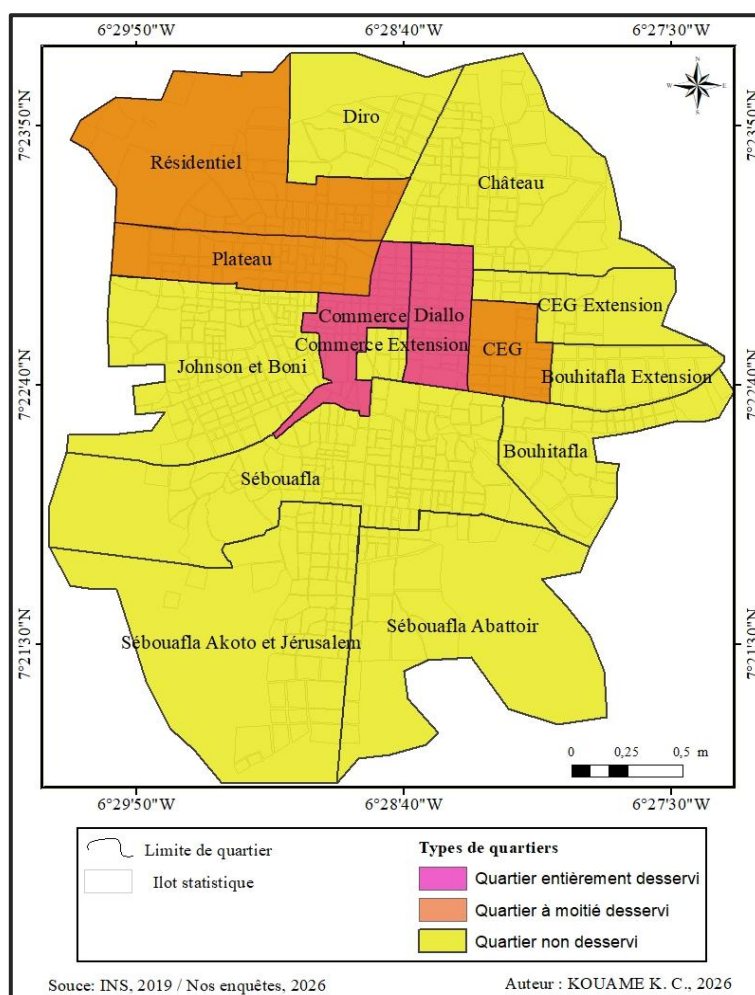 6°29'50"W 6°28'40"W 6°27'30"W
7°23'50"N 7°23'50"N
N
W E
S
Diro
Résidentiel
Château
Plateau
CEG Extension
Commerce Diallo
Commerce Extension
CEG
Johnson et Boni
Bouhitafla Extension
7°22'40"N 7°22'40"N
Bouhitafla
Sébouafla
Sébouafla Abattoir
Sébouafla Akoto et Jérusalem
7°21'30"N 7°21'30"N
0 0,25 0,5 m
6°29'50"W 6°28'40"W 6°27'30"W
Limite de quartier
Ilot statistique
Types de quartiers
Quartier entièrement desservi
Quartier à moitié desservi
Quartier non desservi
Souce: INS, 2019 / Nos enquêtes, 2026 Auteur : KOUAME K. C., 2026